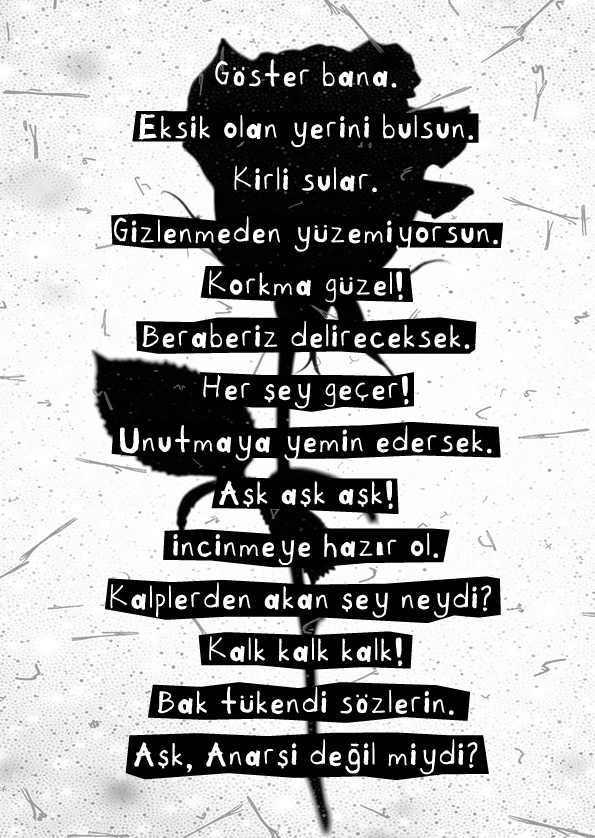 Göster bana.
Eksik olan yerini bulsun.
Kirli sular.
Gizlenmeden yüzemiyorsun.
Korkma güzel!
Beraberiz delireceksek.
Her şey geçer!
Unutmaya yemin edersek.
Aşk aşk aşk!
incinmeye hazır ol.
Kalplerden akan şey neydi?
Kalk kalk kalk!
Bak tükendi sözlerin.
Aşk, Anarşi değil miydi?